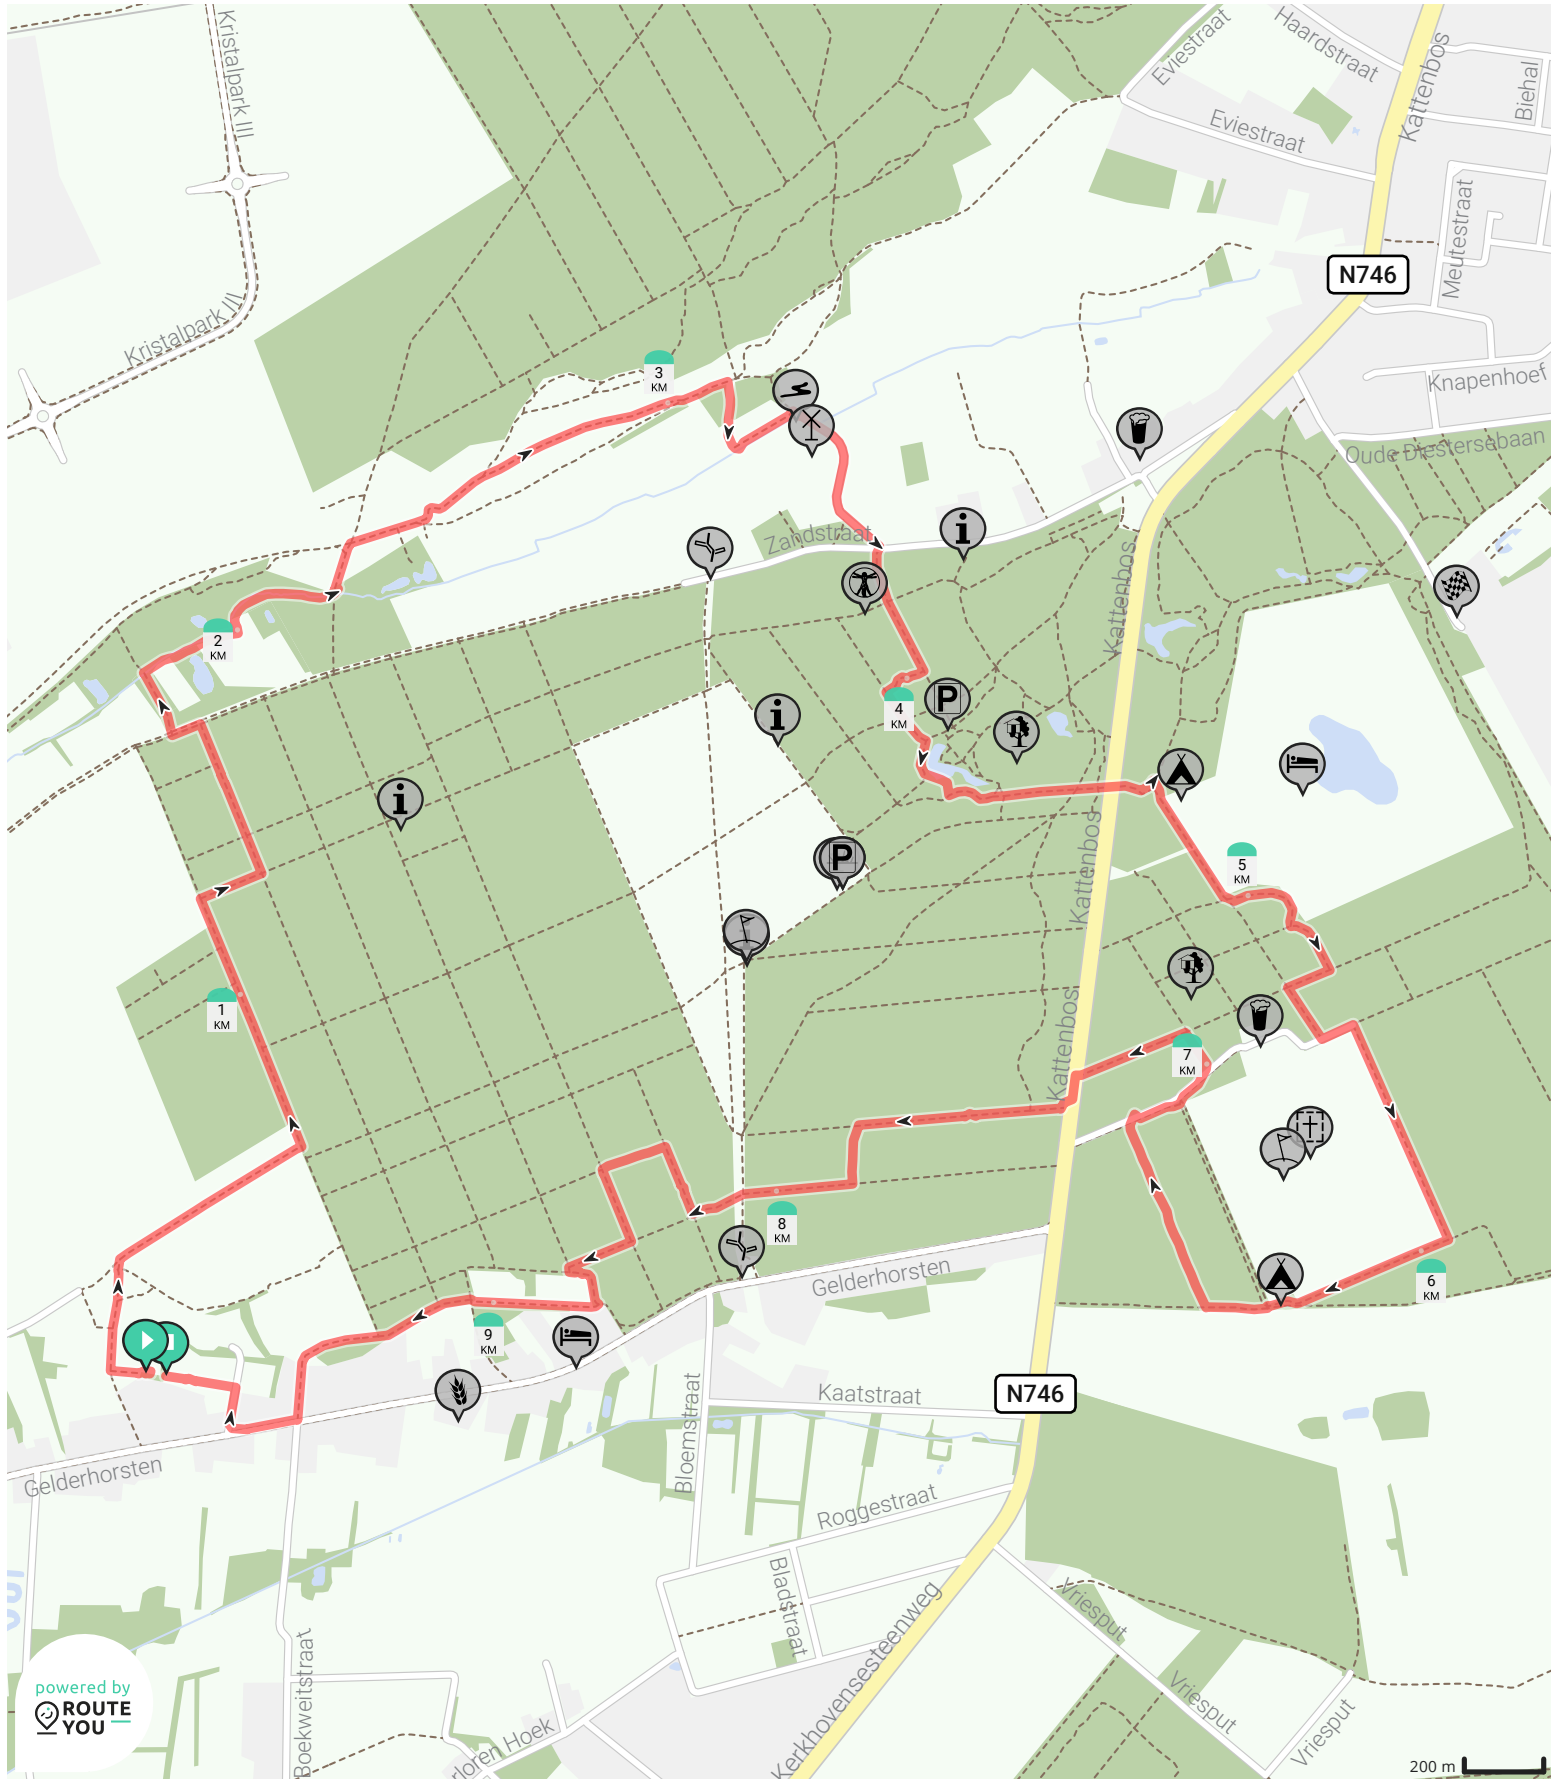 Kristalpark III
Eviestraat
Haardstraat
Kattenbos
Biehal
Eviestraat
Meutestraat
N746
Kristalpark III
3
KM
Knapenhoef
Oude Diestersebaan
Zandstraat
i
Kattenbos
2
KM
4
KM
P
i
i
5
KM
P
Kattenbos
1
KM
Kattenbos
7
KM
8
KM
Gelderhorsten
6
KM
9
KM
Kaatstraat
N746
Bloemstraat
Gelderhorsten
Roggestraat
Bladstraat
Vriesput
Kerkhovensesteenweg
Boekweitstraat
Vriesput
Vriesput
rloren Hoek
powered by
ROUTE
YOU
200 m